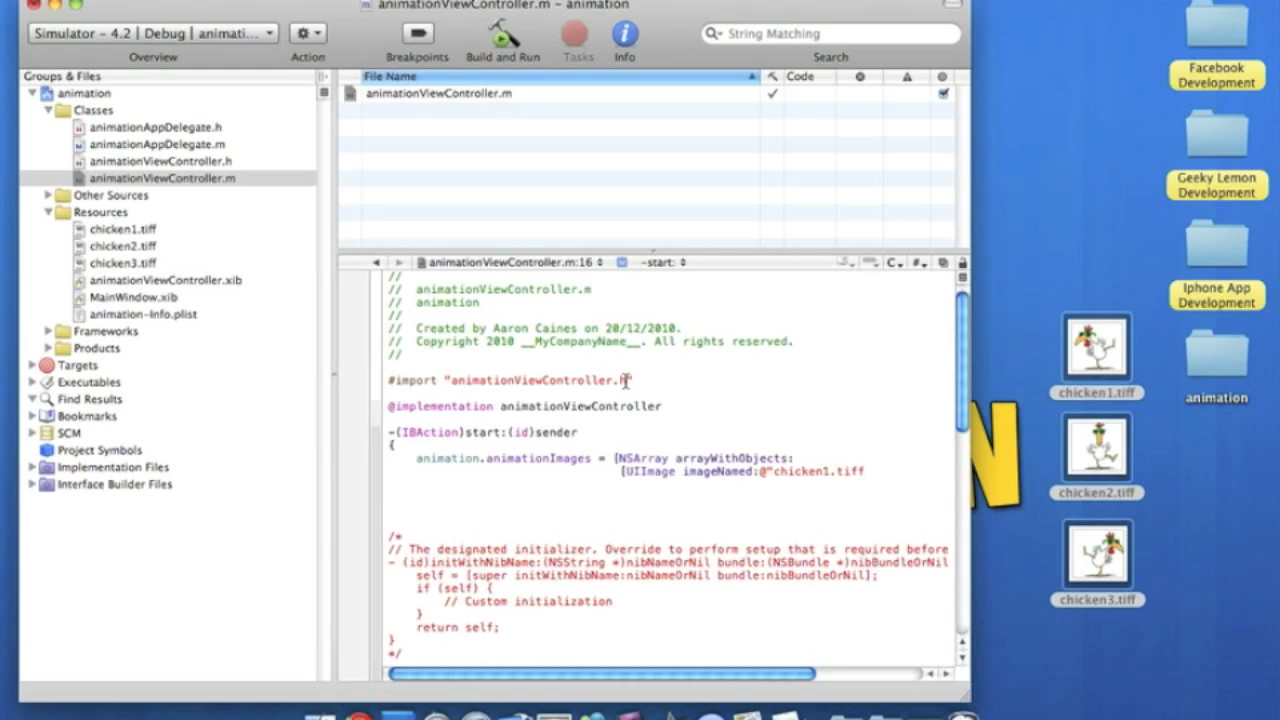 animationViewController.m - animation
Simulator - 4.2 | Debug | animati...
String Matching
Overview
Action
Breakpoints
Build and Run
Tasks
Info
Search
Groups & Files
animation
Classes
animationAppDelegate.h
animationAppDelegate.m
animationViewController.h
animationViewController.m
Other Sources
Resources
chicken1.tiff
chicken2.tiff
chicken3.tiff
animationViewController.xib
MainWindow.xib
animation-Info.plist
Frameworks
Products
Targets
Executables
Find Results
Bookmarks
SCM
Project Symbols
Implementation Files
Interface Builder Files
File Name
Code
animationViewController.m
animationViewController.m:16
-start:
C
#
//
//  animationViewController.m
//  animation
//
//  Created by Aaron Caines on 20/12/2010.
//  Copyright 2010 __MyCompanyName__. All rights reserved.
//
#import "animationViewController.h"
@implementation animationViewController
-(IBAction)start:(id)sender
{
animation.animationImages = [NSArray arrayWithObjects:
[UIImage imageNamed:@"chicken1.tiff
/*
// The designated initializer. Override to perform setup that is required before
- (id)initWithNibName:(NSString *)nibNameOrNil bundle:(NSBundle *)nibBundleOrNil
self = [super initWithNibName:nibNameOrNil bundle:nibBundleOrNil];
if (self) {
// Custom initialization
}
return self;
}
*/
Facebook
Development
Geeky Lemon
Development
Iphone App
Development
animation
chicken1.tiff
chicken2.tiff
chicken3.tiff
N